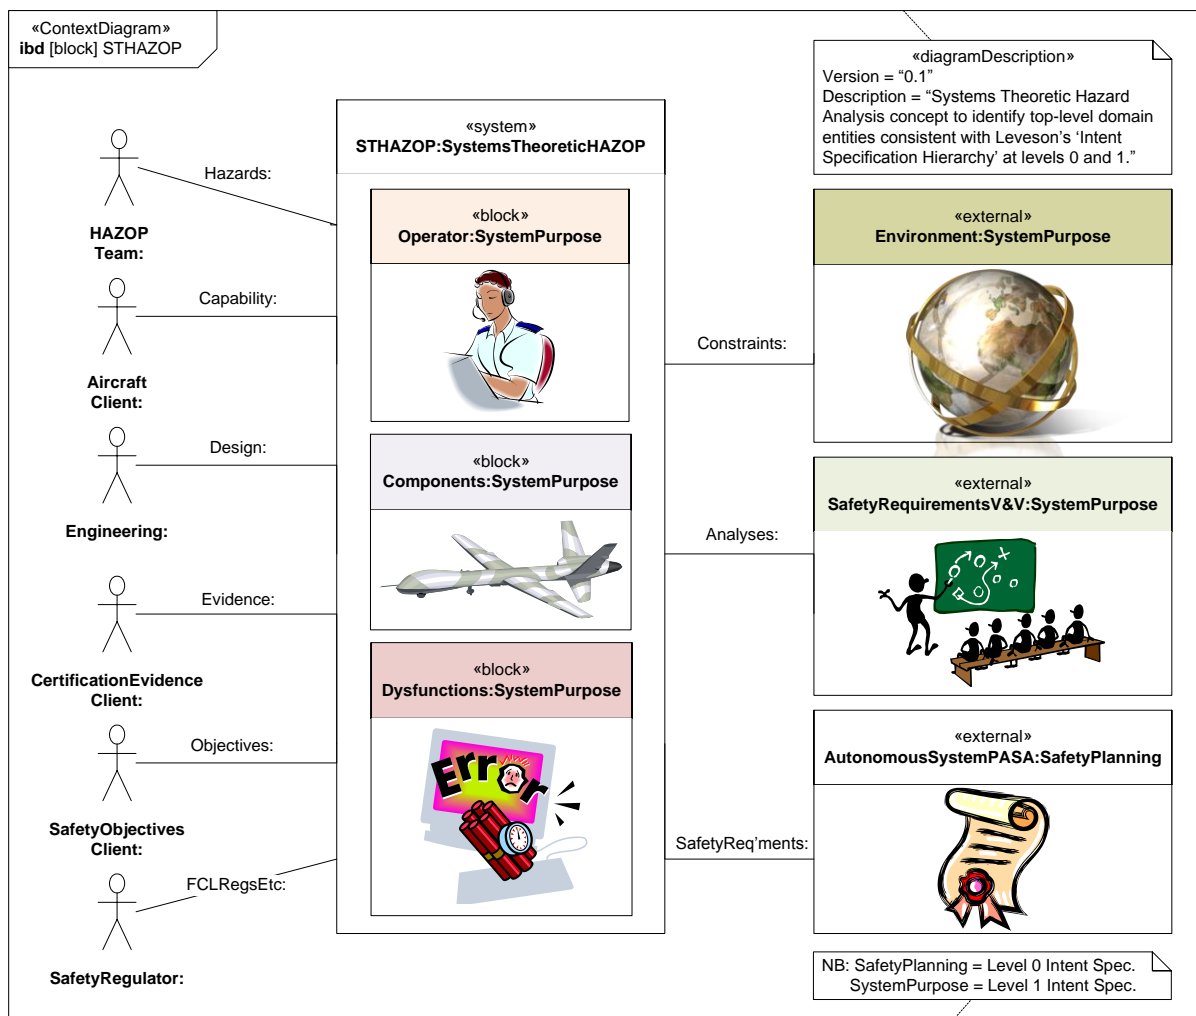 «ContextDiagram»
ibd [block] STHAZOP
«diagramDescription»
Version = “0.1”
Description = “Systems Theoretic Hazard
Analysis concept to identify top-level domain
entities consistent with Leveson’s ‘Intent
Specification Hierarchy’ at levels 0 and 1.”
«system»
STHAZOP:SystemsTheoreticHAZOP
Hazards:
HAZOP
Team:
Capability:
Aircraft
Client:
Design:
Engineering:
Evidence:
CertificationEvidence
Client:
Objectives:
SafetyObjectives
Client:
FCLRegsEtc:
SafetyRegulator:
«block»
Operator:SystemPurpose
«block»
Components:SystemPurpose
«block»
Dysfunctions:SystemPurpose
Error
Constraints:
Analyses:
SafetyReq’ments:
«external»
Environment:SystemPurpose
«external»
SafetyRequirementsV&V:SystemPurpose
«external»
AutonomousSystemPASA:SafetyPlanning
NB: SafetyPlanning = Level 0 Intent Spec.
SystemPurpose = Level 1 Intent Spec.